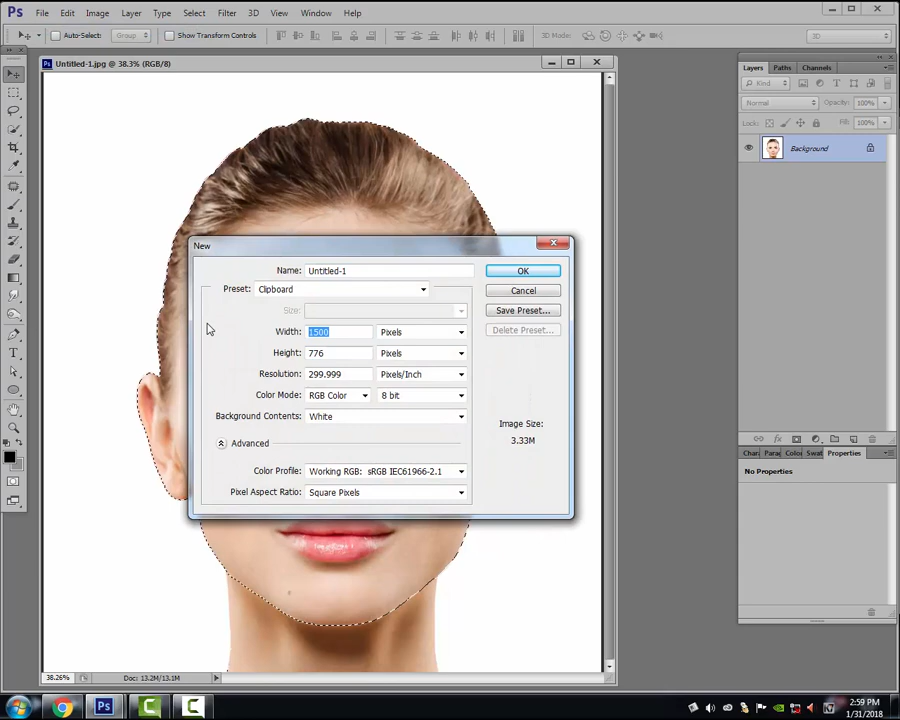 Ps File Edit Image Layer Type Select Filter 3D View Window Help
Auto-Select: Group Show Transform Controls 3D Mode: 3D
Untitled-1.jpg @ 38.3% (RGB/8)
Layers Paths Channels
Kind
Normal Opacity: 100%
Lock: Fill: 100%
Background
New
Name: Untitled-1 OK
Preset: Clipboard Cancel
Size: Save Preset...
Width: 1500 Pixels Delete Preset...
Height: 776 Pixels
Resolution: 299.999 Pixels/Inch
Color Mode: RGB Color 8 bit
Background Contents: White
Image Size:
3.33M
Advanced
Color Profile: Working RGB: sRGB IEC61966-2.1
Pixel Aspect Ratio: Square Pixels
Chara Para Color Swat Properties
No Properties
38.26% Doc: 13.2M/13.1M
Ps 2:59 PM
1/31/2018